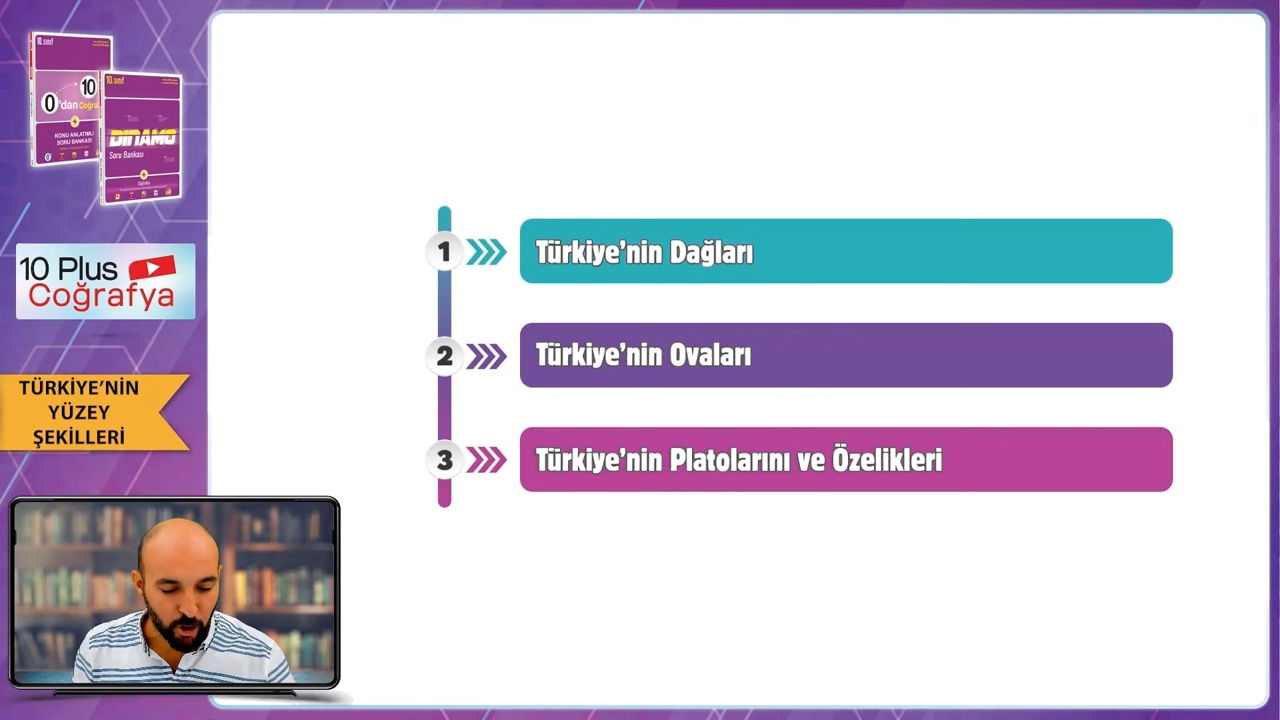 10. sınıf
0'dan 10
Coğra
KONU ANLATIMLI
SORU BANKASI
10. sınıf
DİNAMO
Soru Bankası
Coğrafya
10 Plus
Coğrafya
TÜRKİYE’NİN
YÜZEY
ŞEKİLLERİ
1
Türkiye’nin Dağları
2
Türkiye’nin Ovaları
3
Türkiye’nin Platolarını ve Özelikleri